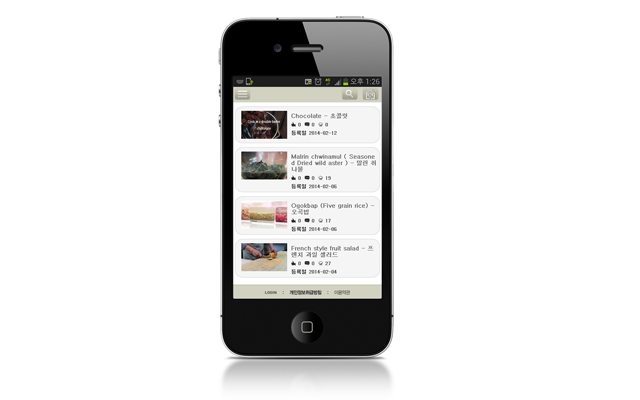 오후 1:26
Chocolate - 초콜릿
0 0 8
등록일 2014-02-12
Malrin chwinamul ( Seasone
d Dried wild aster ) - 말린 취
나물
0 0 19
등록일 2014-02-06
Ogokbap (Five grain rice) -
오곡밥
0 0 17
등록일 2014-02-06
French style fruit salad - 프
렌치 과일 샐러드
0 0 27
등록일 2014-02-04
LOGIN : 개인정보취급방침 : 이용약관